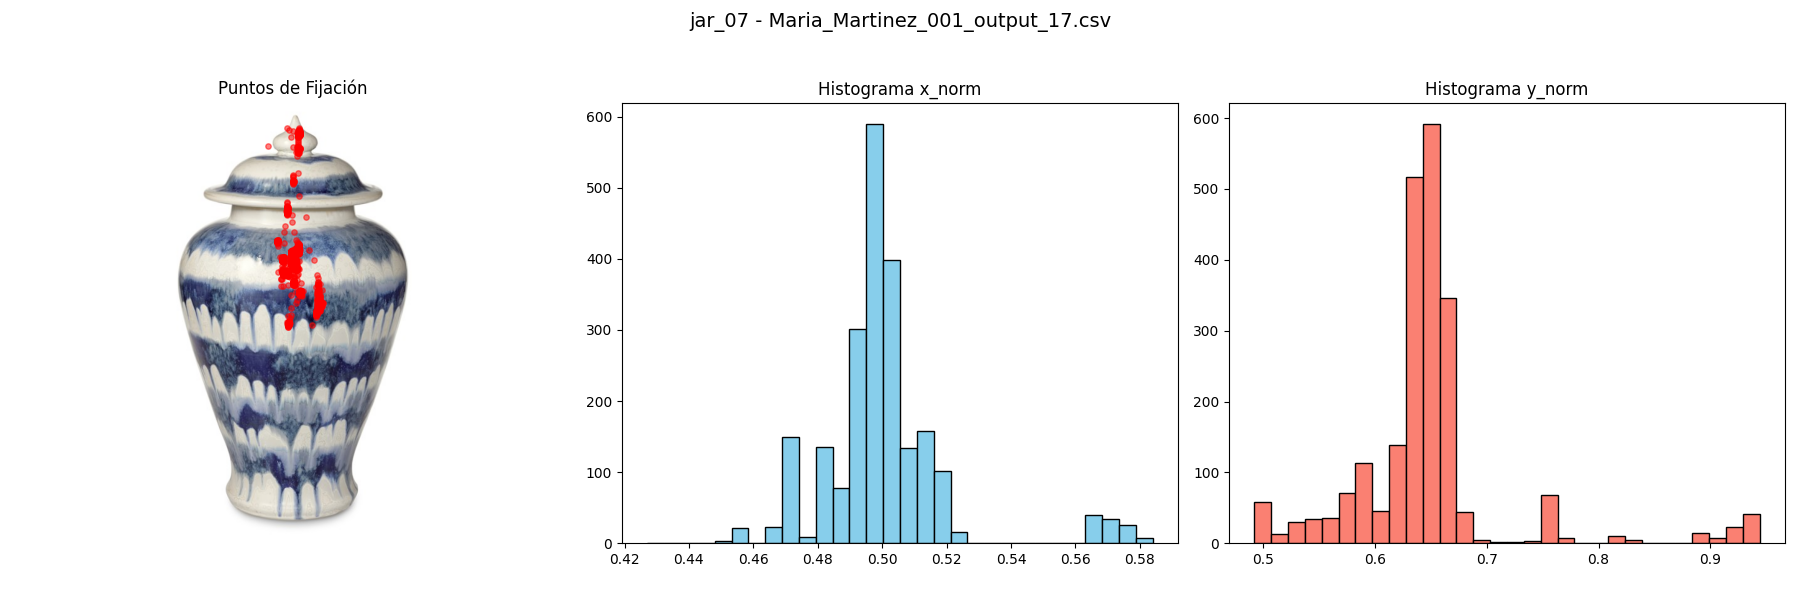 jar_07 - Maria_Martinez_001_output_17.csv
Puntos de Fijación
Histograma x_norm
600
500
400
300
200
100
0
0.42 0.44 0.46 0.48 0.50 0.52 0.54 0.56 0.58
Histograma y_norm
600
500
400
300
200
100
0
0.5 0.6 0.7 0.8 0.9